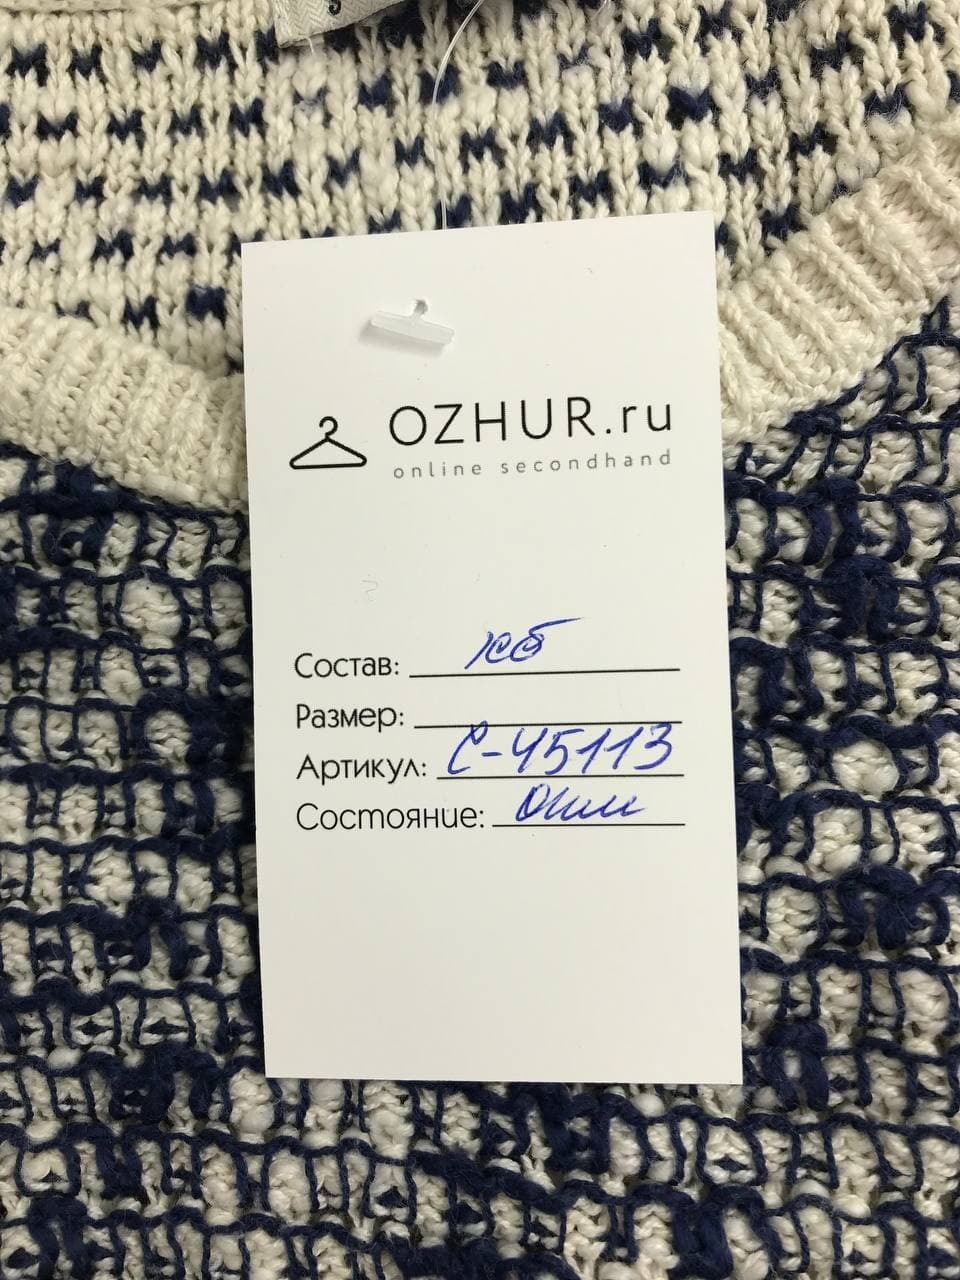 S
OZHUR.ru
online secondhand
Состав: хб
Размер:
Артикул: С-45113
Состояние: отл